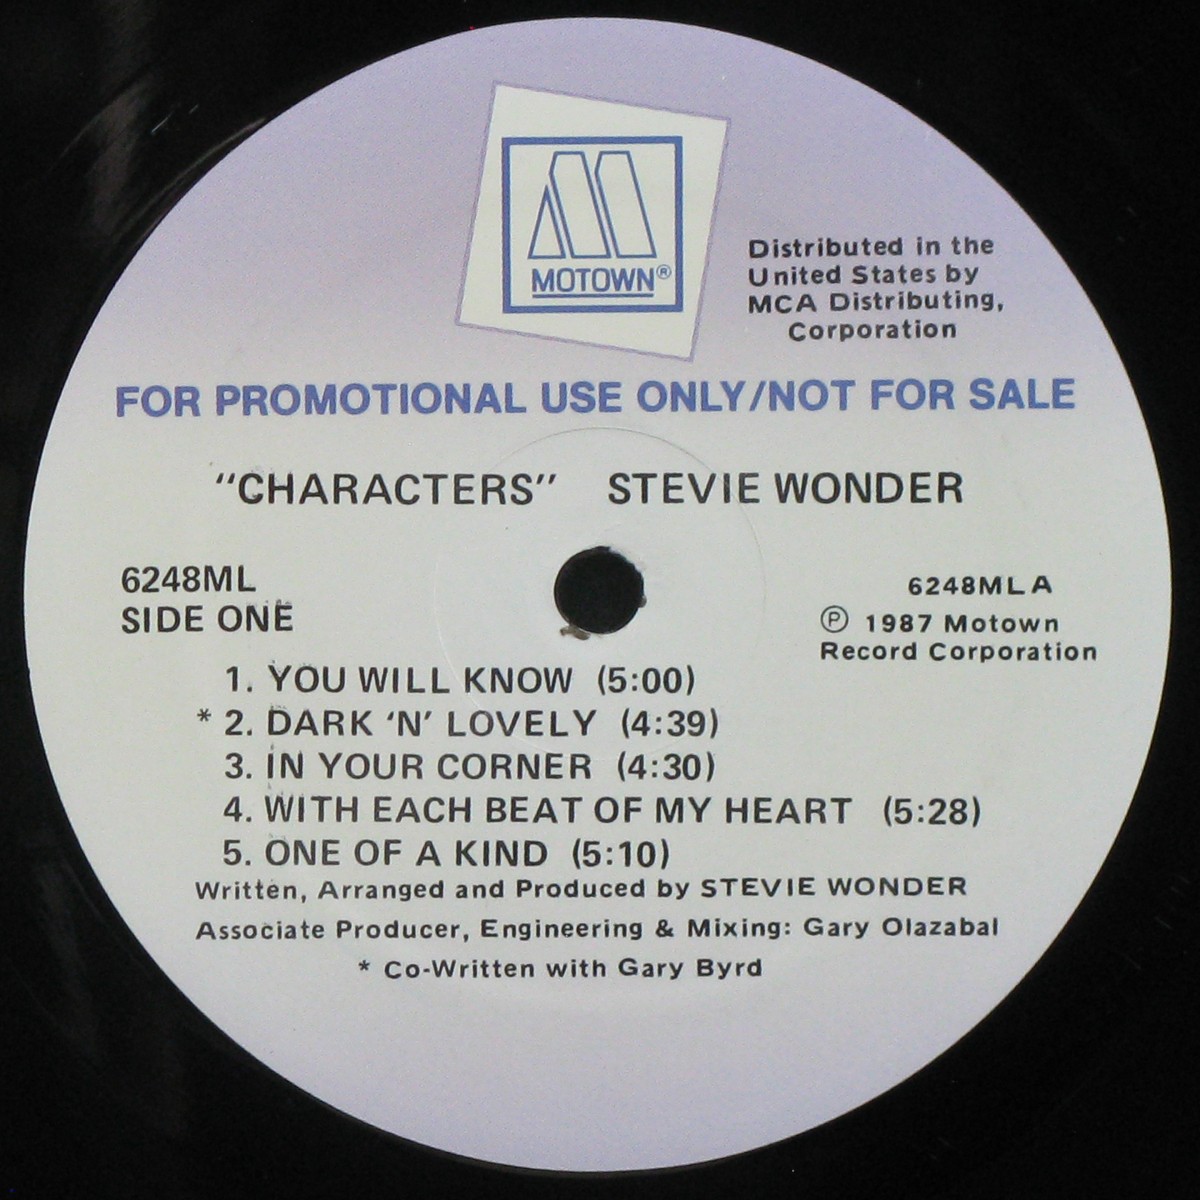 MOTOWN®
Distributed in the
United States by
MCA Distributing,
Corporation
FOR PROMOTIONAL USE ONLY/NOT FOR SALE
"CHARACTERS" STEVIE WONDER
6248ML
SIDE ONE
6248MLA
Ⓟ 1987 Motown
Record Corporation
1. YOU WILL KNOW (5:00)
* 2. DARK 'N' LOVELY (4:39)
3. IN YOUR CORNER (4:30)
4. WITH EACH BEAT OF MY HEART (5:28)
5. ONE OF A KIND (5:10)
Written, Arranged and Produced by STEVIE WONDER
Associate Producer, Engineering & Mixing: Gary Olazabal
* Co-Written with Gary Byrd